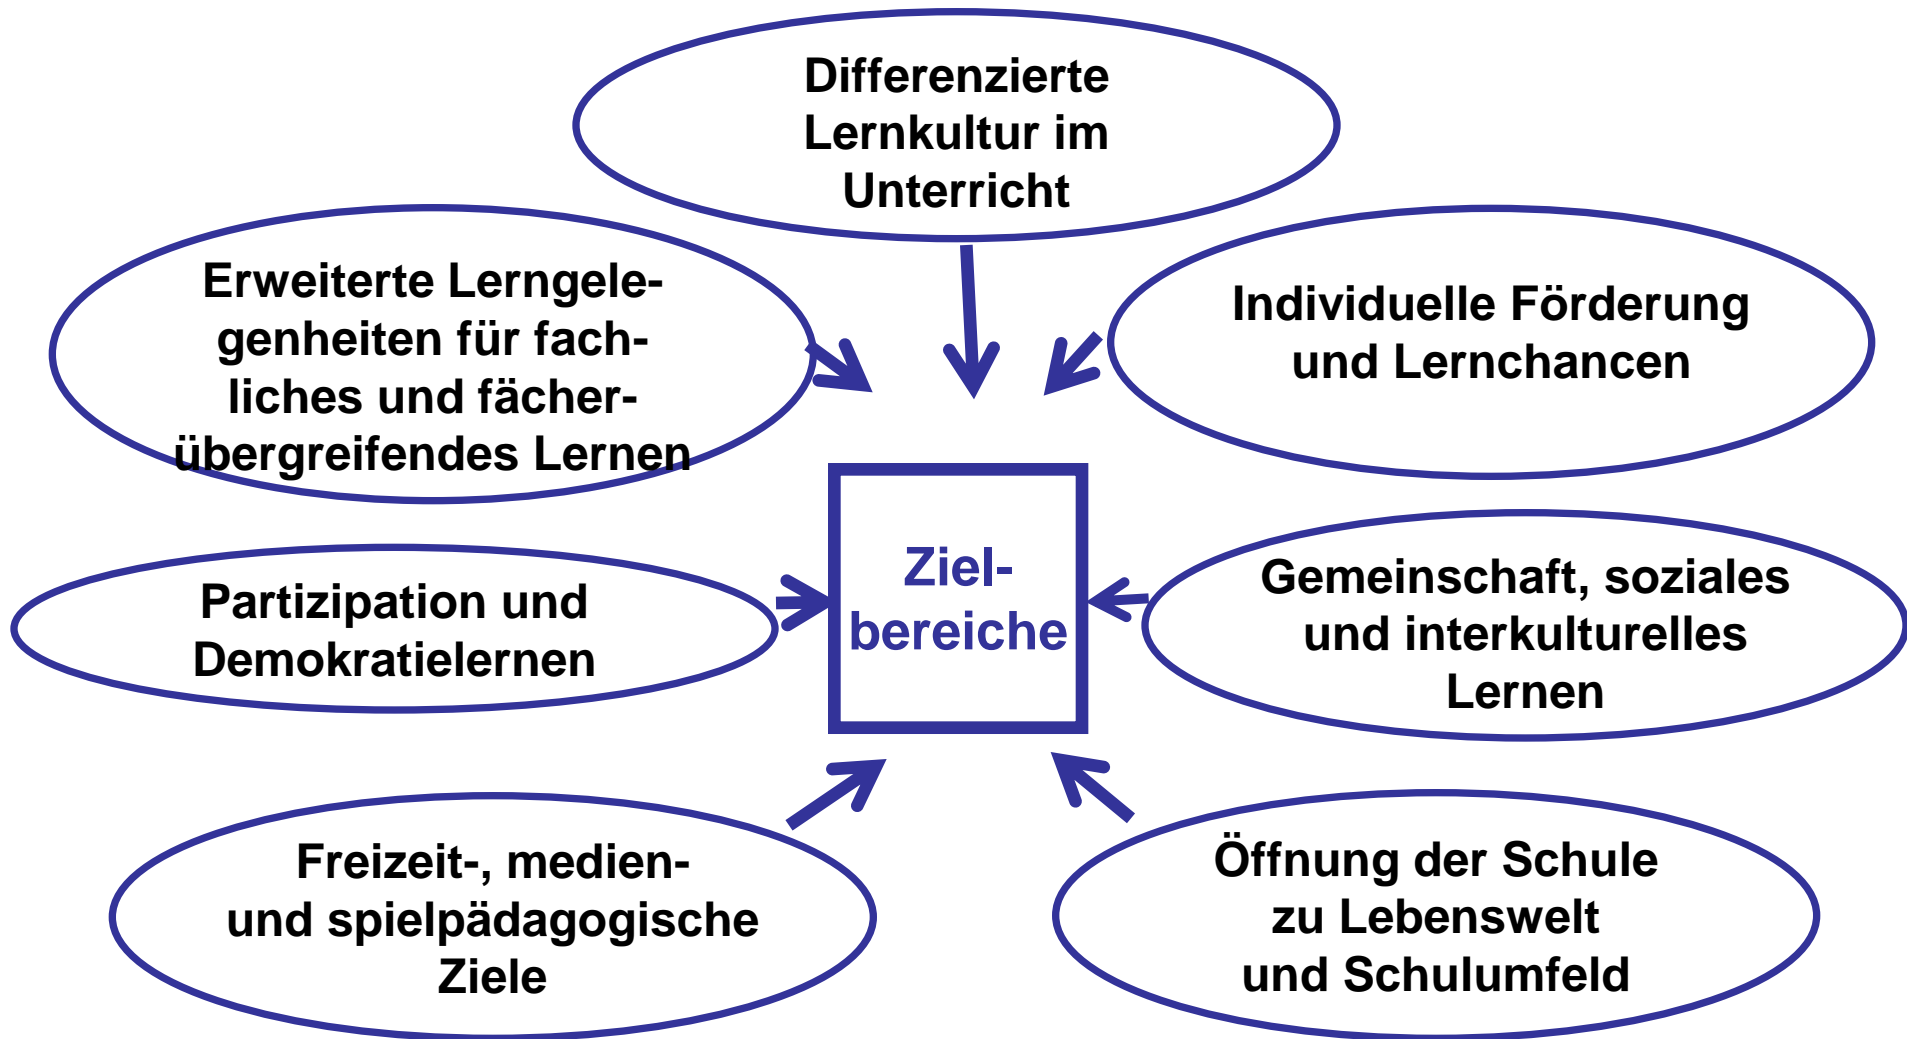 Differenzierte
Lernkultur im
Unterricht
Erweiterte Lerngele-
genheiten für fach-
liches und fächer-
übergreifendes Lernen
Individuelle Förderung
und Lernchancen
Ziel-
bereiche
Partizipation und
Demokratielernen
Gemeinschaft, soziales
und interkulturelles
Lernen
Freizeit-, medien-
und spielpädagogische
Ziele
Öffnung der Schule
zu Lebenswelt
und Schulumfeld